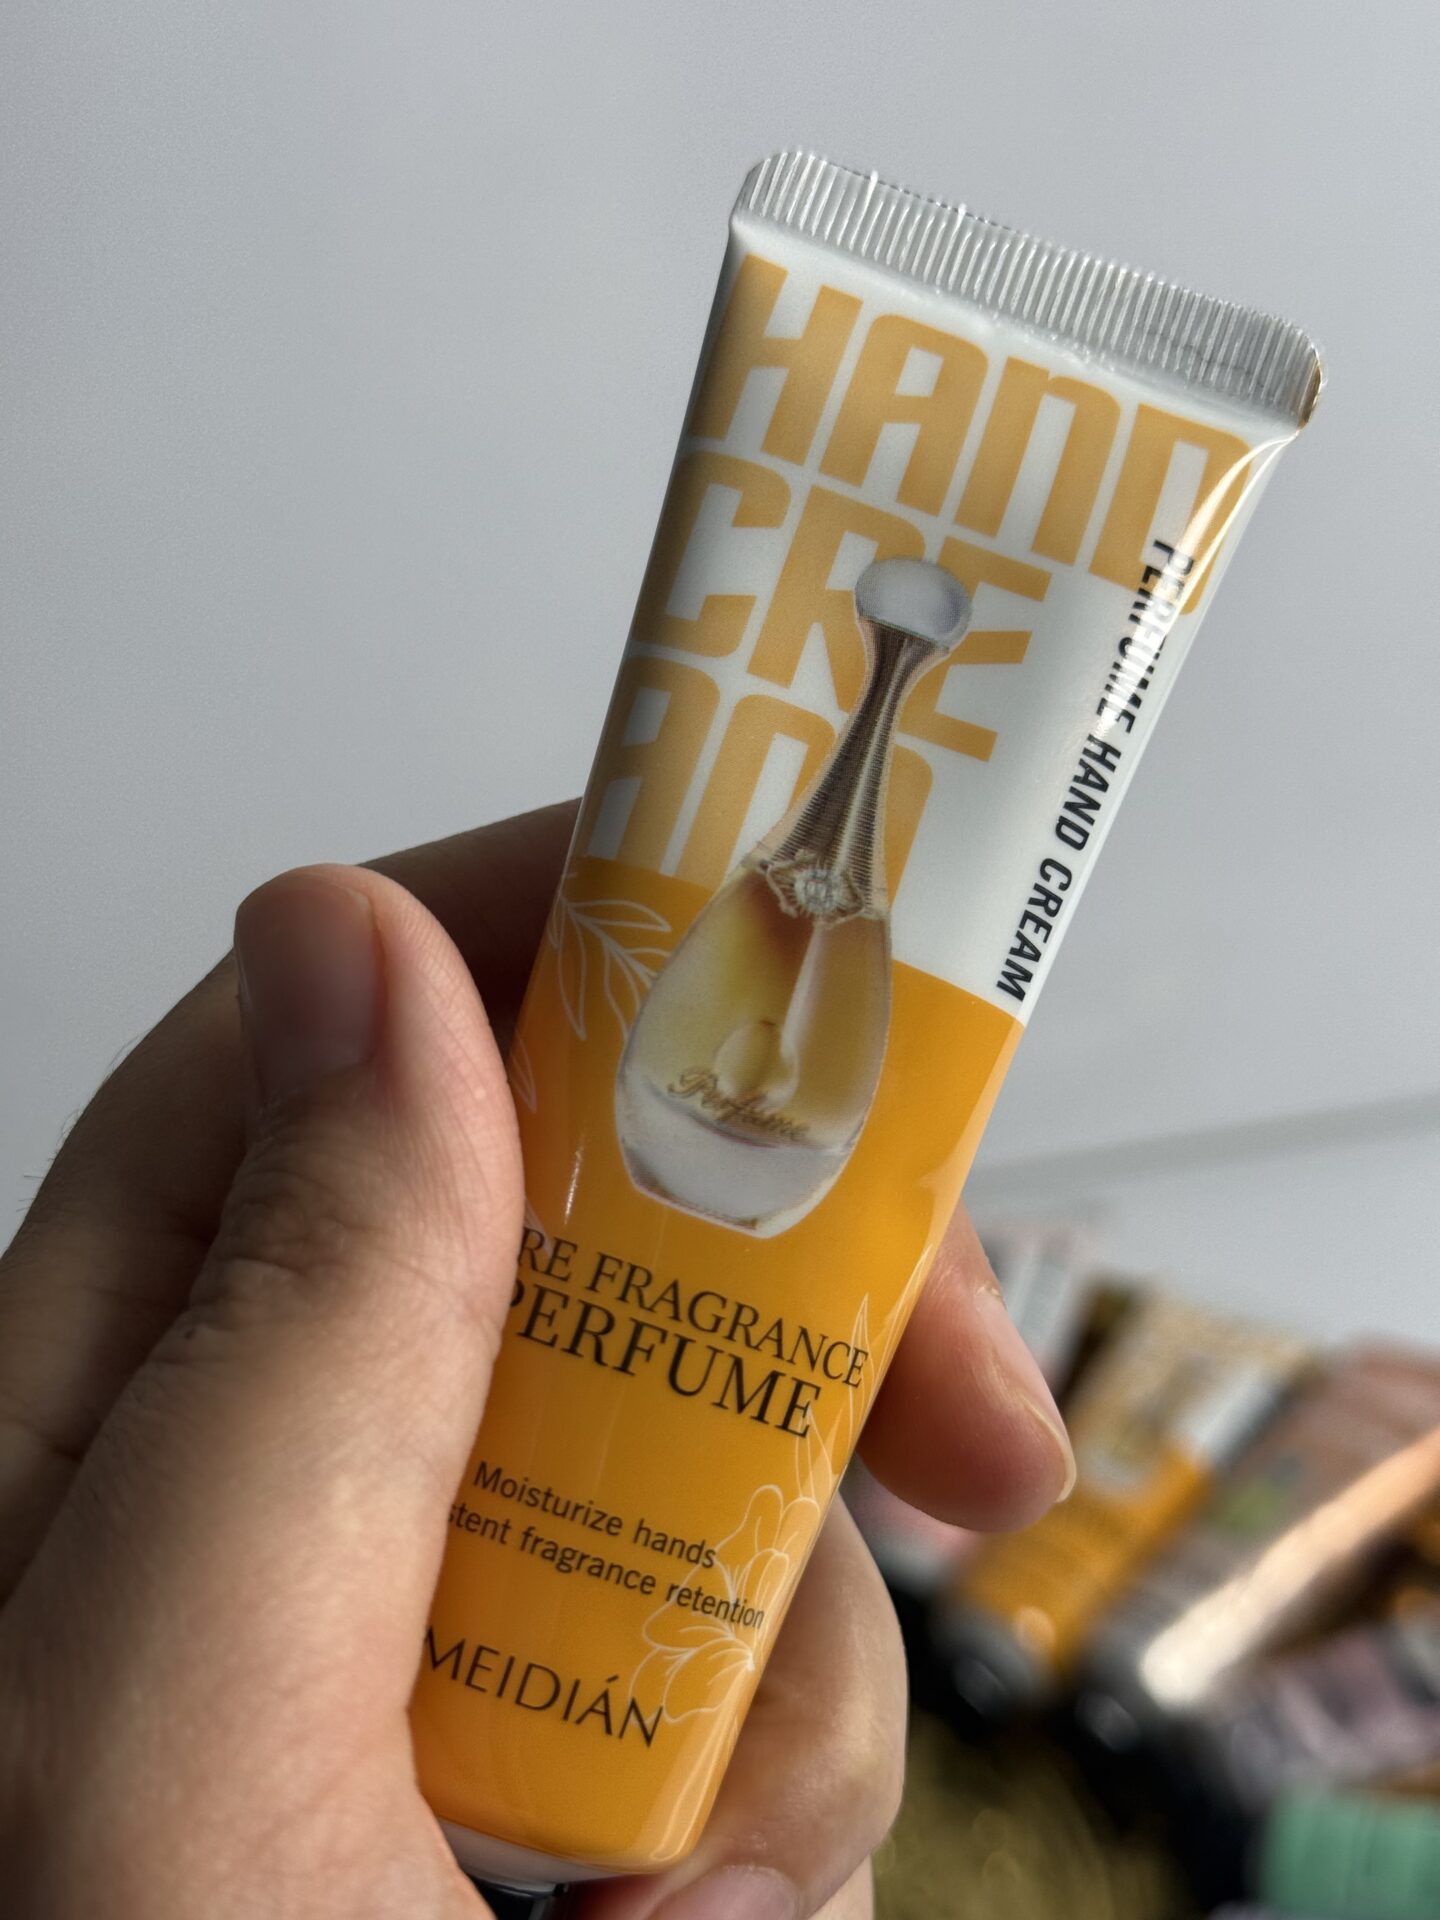 HAND
CRE
AM
PERFUME HAND CREAM
Perfume
RE FRAGRANCE
PERFUME
Moisturize hands
stent fragrance retention
MEIDIÁN